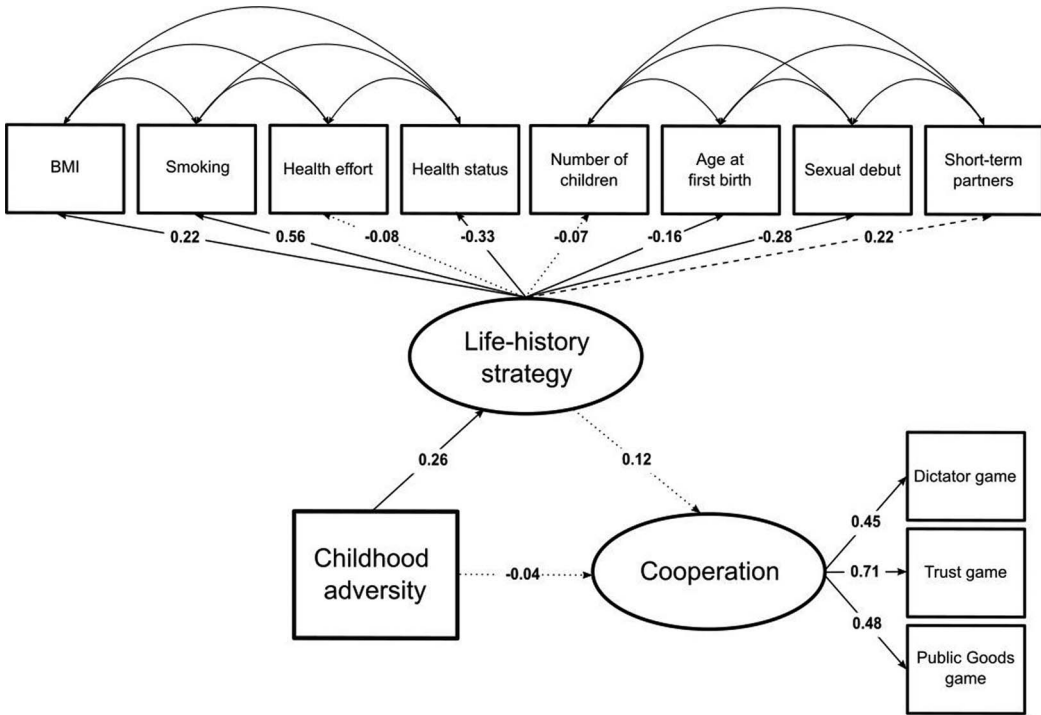 BMI
Smoking
Health effort
Health status
Number of
children
Age at
first birth
Sexual debut
Short-term
partners
0.22
0.56
-0.08
-0.33
-0.07
-0.16
-0.28
0.22
Life-history
strategy
0.26
0.12
Childhood
adversity
-0.04
Cooperation
0.45
0.71
0.48
Dictator game
Trust game
Public Goods
game